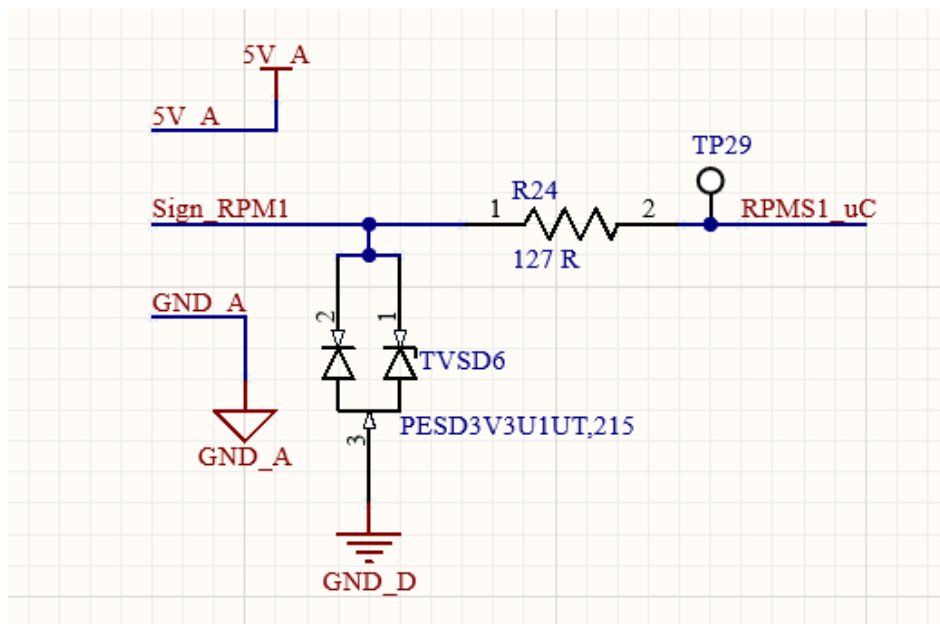 5V_A
5V_A
TP29
R24
Sign_RPM1
1
2
RPMS1_uC
127 R
GND_A
2
1
TVSD6
PESD3V3U1UT,215
3
GND_A
GND_D